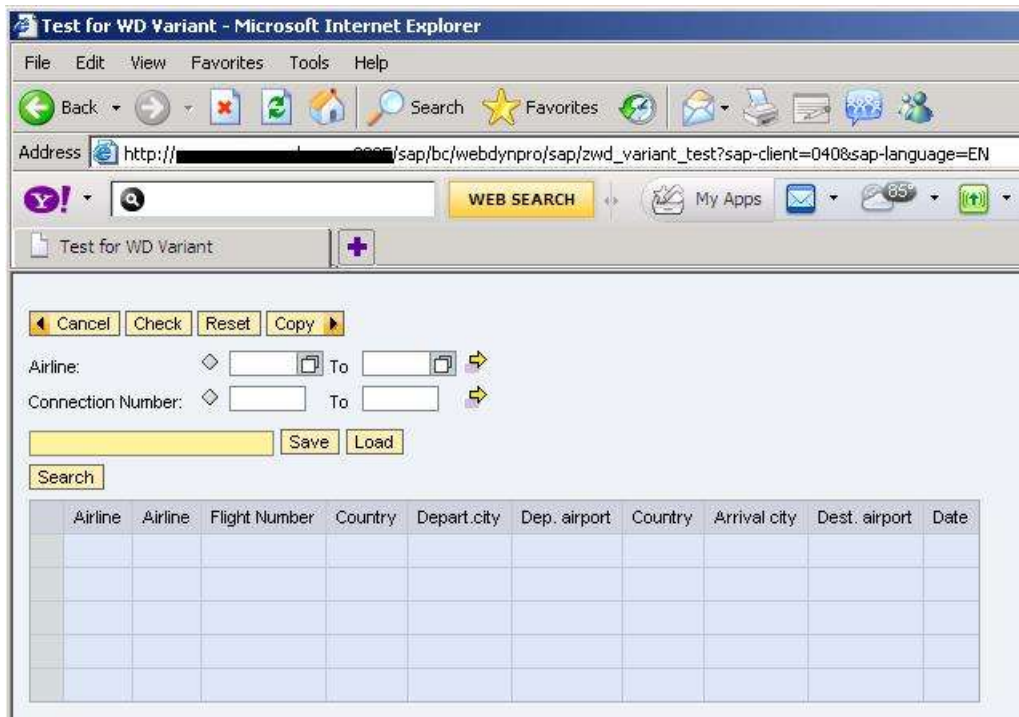 Test for WD Variant - Microsoft Internet Explorer
File Edit View Favorites Tools Help
Back Search Favorites
Address http:// /sap/bc/webdynpro/sap/zwd_variant_test?sap-client=040&sap-language=EN
Y! WEB SEARCH My Apps 85°
Test for WD Variant
Cancel Check Reset Copy
Airline: To
Connection Number: To
Save Load
Search
Airline Airline Flight Number Country Depart.city Dep. airport Country Arrival city Dest. airport Date